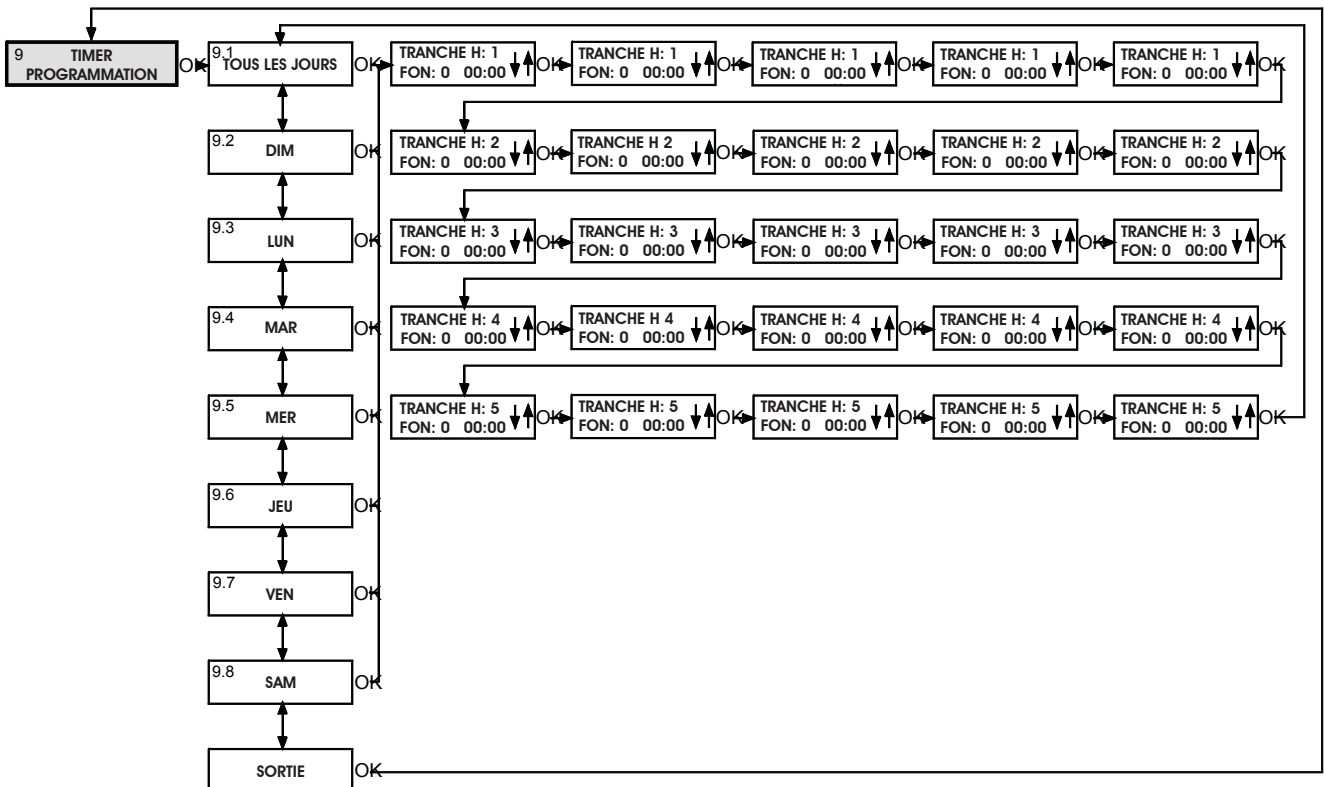 9 TIMER
PROGRAMMATION OK
9.1
TOUS LES JOURS OK
TRANCHE H: 1
FON: 0 00:00 OK
TRANCHE H: 1
FON: 0 00:00 OK
TRANCHE H: 1
FON: 0 00:00 OK
TRANCHE H: 1
FON: 0 00:00 OK
TRANCHE H: 1
FON: 0 00:00 OK
9.2
DIM OK
TRANCHE H: 2
FON: 0 00:00 OK
TRANCHE H 2
FON: 0 00:00 OK
TRANCHE H: 2
FON: 0 00:00 OK
TRANCHE H: 2
FON: 0 00:00 OK
TRANCHE H: 2
FON: 0 00:00 OK
9.3
LUN OK
TRANCHE H: 3
FON: 0 00:00 OK
TRANCHE H: 3
FON: 0 00:00 OK
TRANCHE H: 3
FON: 0 00:00 OK
TRANCHE H: 3
FON: 0 00:00 OK
TRANCHE H: 3
FON: 0 00:00 OK
9.4
MAR OK
TRANCHE H: 4
FON: 0 00:00 OK
TRANCHE H 4
FON: 0 00:00 OK
TRANCHE H: 4
FON: 0 00:00 OK
TRANCHE H: 4
FON: 0 00:00 OK
TRANCHE H: 4
FON: 0 00:00 OK
9.5
MER OK
TRANCHE H: 5
FON: 0 00:00 OK
TRANCHE H: 5
FON: 0 00:00 OK
TRANCHE H: 5
FON: 0 00:00 OK
TRANCHE H: 5
FON: 0 00:00 OK
TRANCHE H: 5
FON: 0 00:00 OK
9.6
JEU OK
9.7
VEN OK
9.8
SAM OK
SORTIE OK